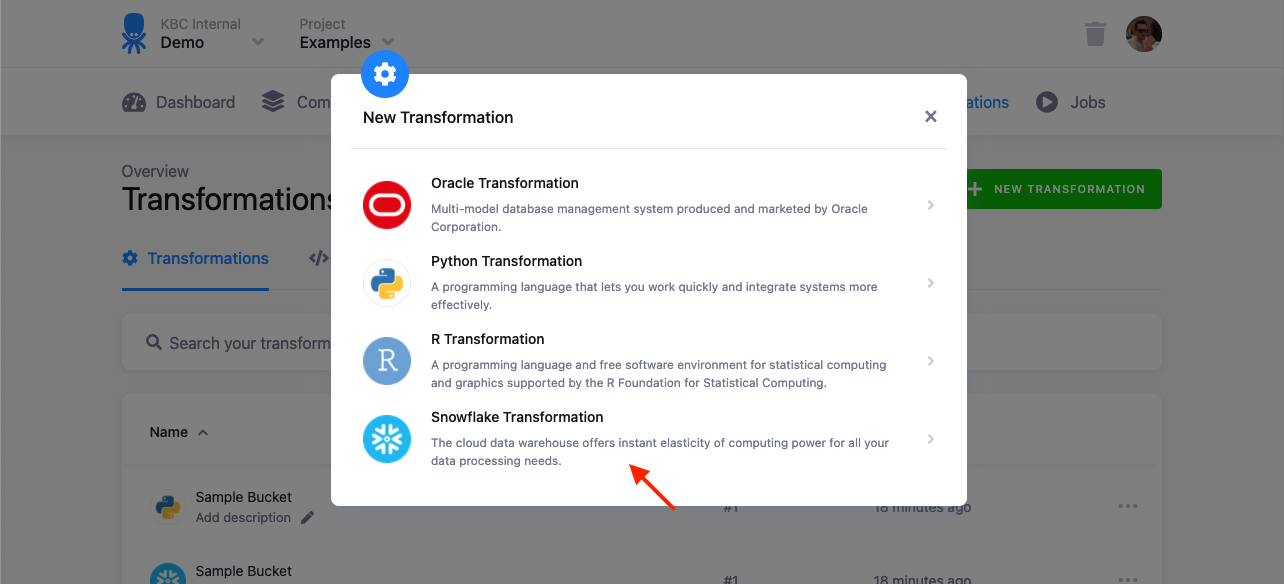 KBC Internal
Demo
Project
Examples
Dashboard
Com
ations
Jobs
New Transformation
Overview
Transformations
NEW TRANSFORMATION
Transformations
Search your transform
Oracle Transformation
Multi-model database management system produced and marketed by Oracle
Corporation.
Python Transformation
A programming language that lets you work quickly and integrate systems more
effectively.
R Transformation
A programming language and free software environment for statistical computing
and graphics supported by the R Foundation for Statistical Computing.
Snowflake Transformation
The cloud data warehouse offers instant elasticity of computing power for all your
data processing needs.
Name
Sample Bucket
Add description
#1
18 minutes ago
Sample Bucket
#1
18 minutes ago